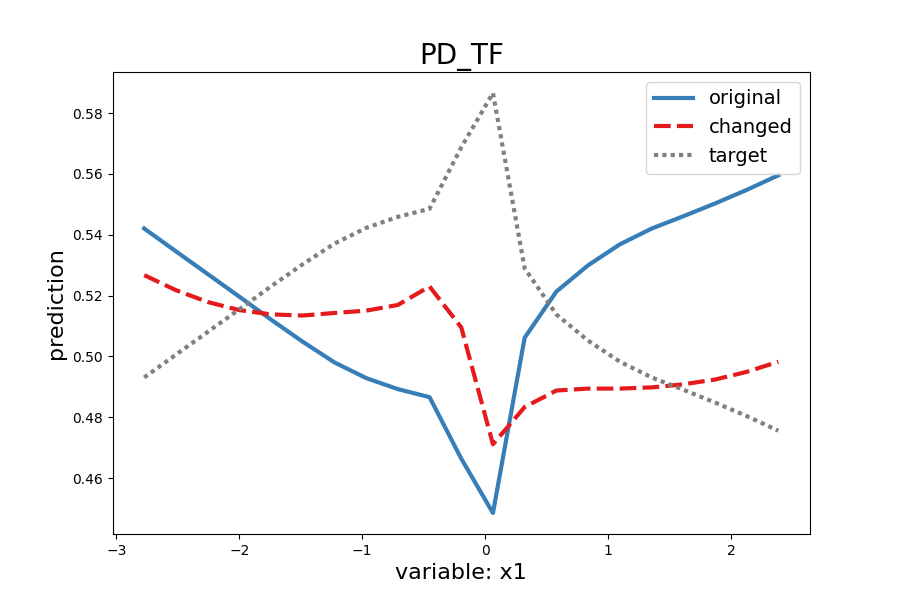 PD_TF
original
changed
target
0.58
0.56
0.54
0.52
0.50
0.48
0.46
prediction
−3
−2
−1
0
1
2
variable: x1